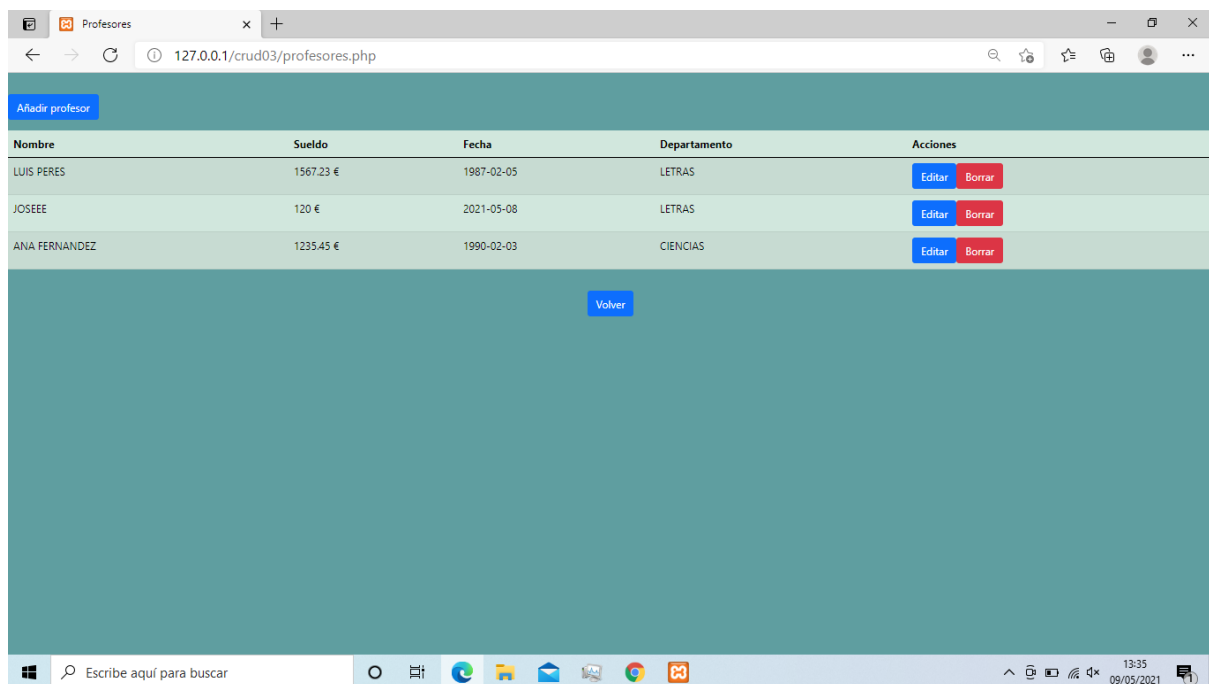 Profesores
127.0.0.1/crud03/profesores.php
Añadir profesor
Nombre Sueldo Fecha Departamento Acciones
LUIS PERES 1567.23 € 1987-02-05 LETRAS Editar Borrar
JOSEEE 120 € 2021-05-08 LETRAS Editar Borrar
ANA FERNANDEZ 1235.45 € 1990-02-03 CIENCIAS Editar Borrar
Volver
Escribe aquí para buscar
13:35
09/05/2021